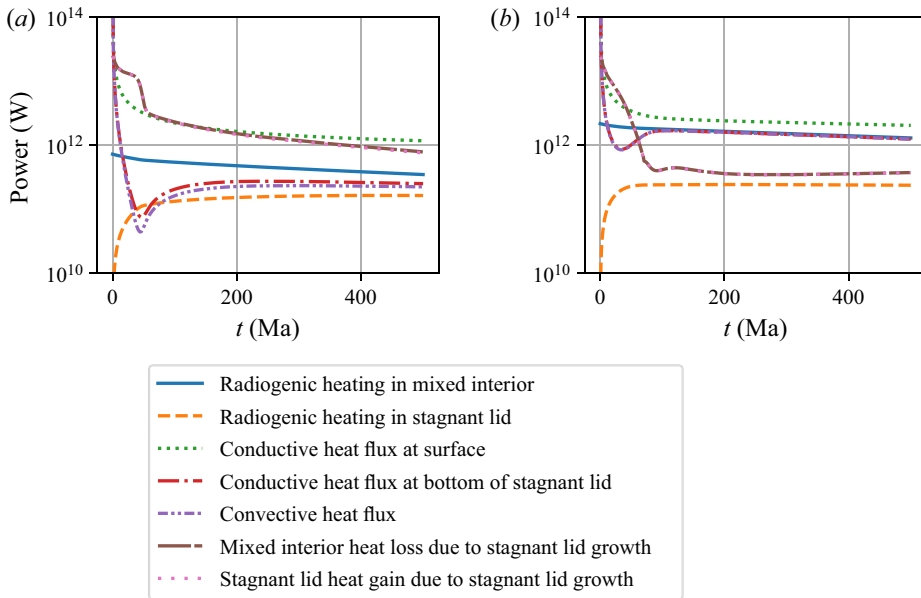 (a)
(b)
Power (W)
10^14
10^12
10^10
0
200
400
t (Ma)
10^14
10^12
10^10
0
200
400
t (Ma)
Radiogenic heating in mixed interior
Radiogenic heating in stagnant lid
Conductive heat flux at surface
Conductive heat flux at bottom of stagnant lid
Convective heat flux
Mixed interior heat loss due to stagnant lid growth
Stagnant lid heat gain due to stagnant lid growth